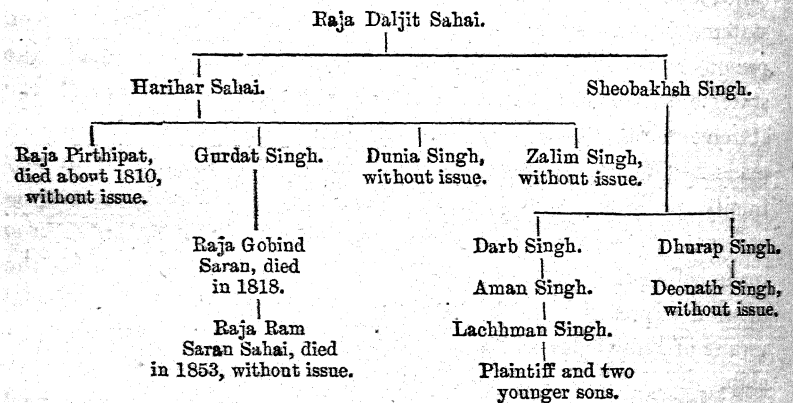 Raja Daljit Sahai.
Harihar Sahai.
Sheobakhsh Singh.
Raja Pirthipat,
died about 1810,
without issue.
Gurdat Singh.
Dunia Singh,
without issue.
Zalim Singh,
without issue.
Raja Gobind
Saran, died
in 1818.
Raja Ram
Saran Sahai, died
in 1853, without issue.
Darb Singh.
Aman Singh.
Lachhman Singh.
Plaintiff and two
younger sons.
Dhurap Singh.
Deonath Singh,
without issue.